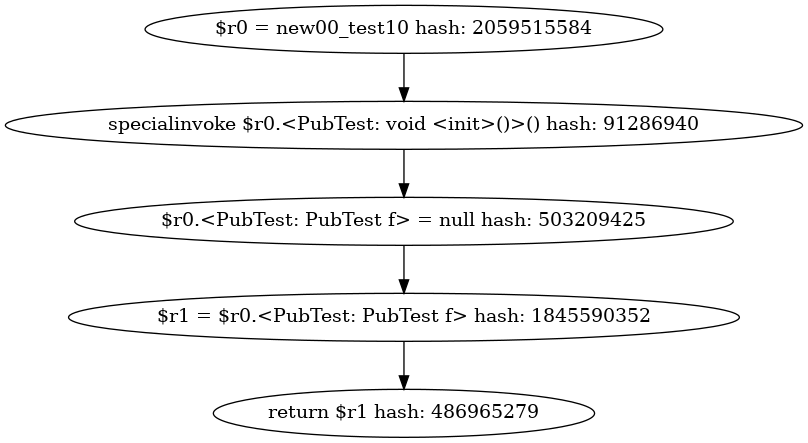 $r0 = new00_test10 hash: 2059515584
specialinvoke $r0.<PubTest: void <init>()>() hash: 91286940
$r0.<PubTest: PubTest f> = null hash: 503209425
$r1 = $r0.<PubTest: PubTest f> hash: 1845590352
return $r1 hash: 486965279